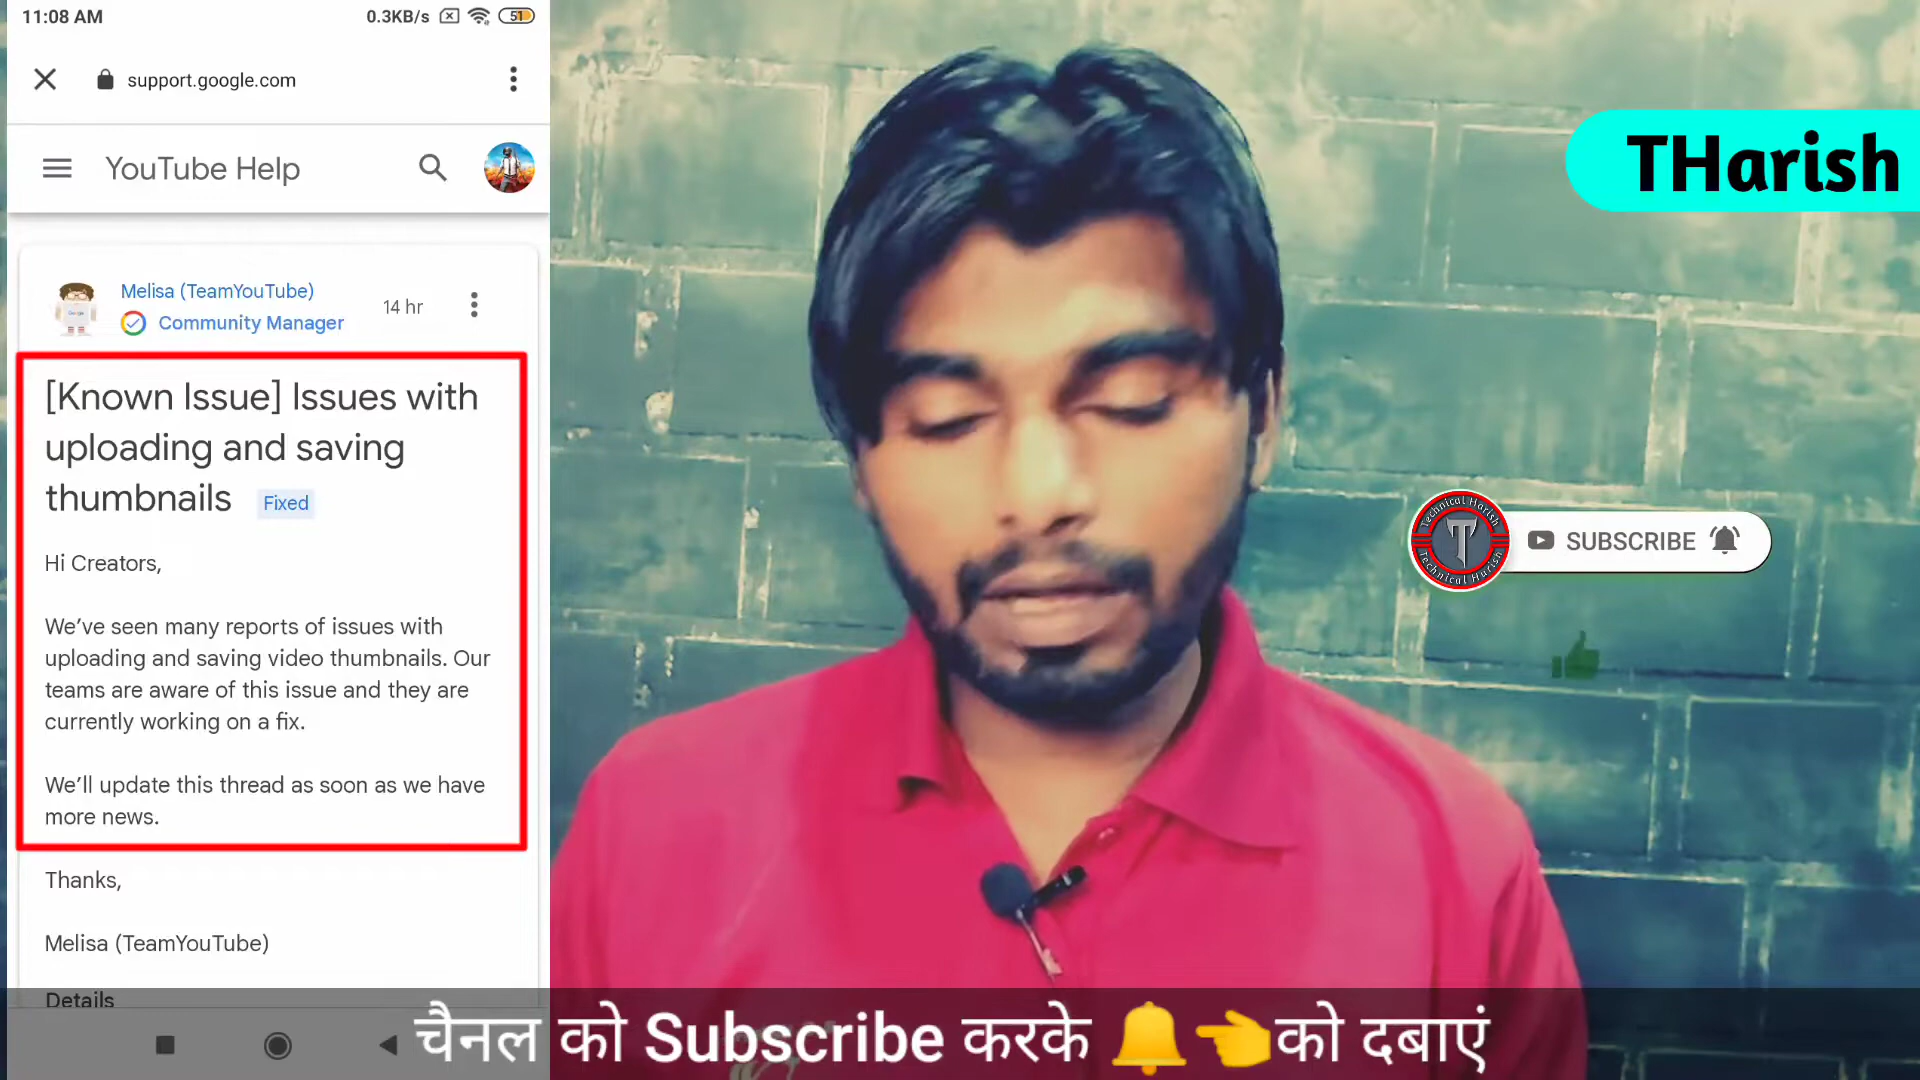 11:08 AM
0.3KB/s
51
support.google.com
YouTube Help
Melisa (TeamYouTube)
Community Manager
14 hr
[Known Issue] Issues with
uploading and saving
thumbnails Fixed
Hi Creators,
We've seen many reports of issues with
uploading and saving video thumbnails. Our
teams are aware of this issue and they are
currently working on a fix.
We'll update this thread as soon as we have
more news.
Thanks,
Melisa (TeamYouTube)
Details
THarish
Technical Harish
T
Technical Harish
SUBSCRIBE
चैनल को Subscribe करके 🔔👈को दबाएं